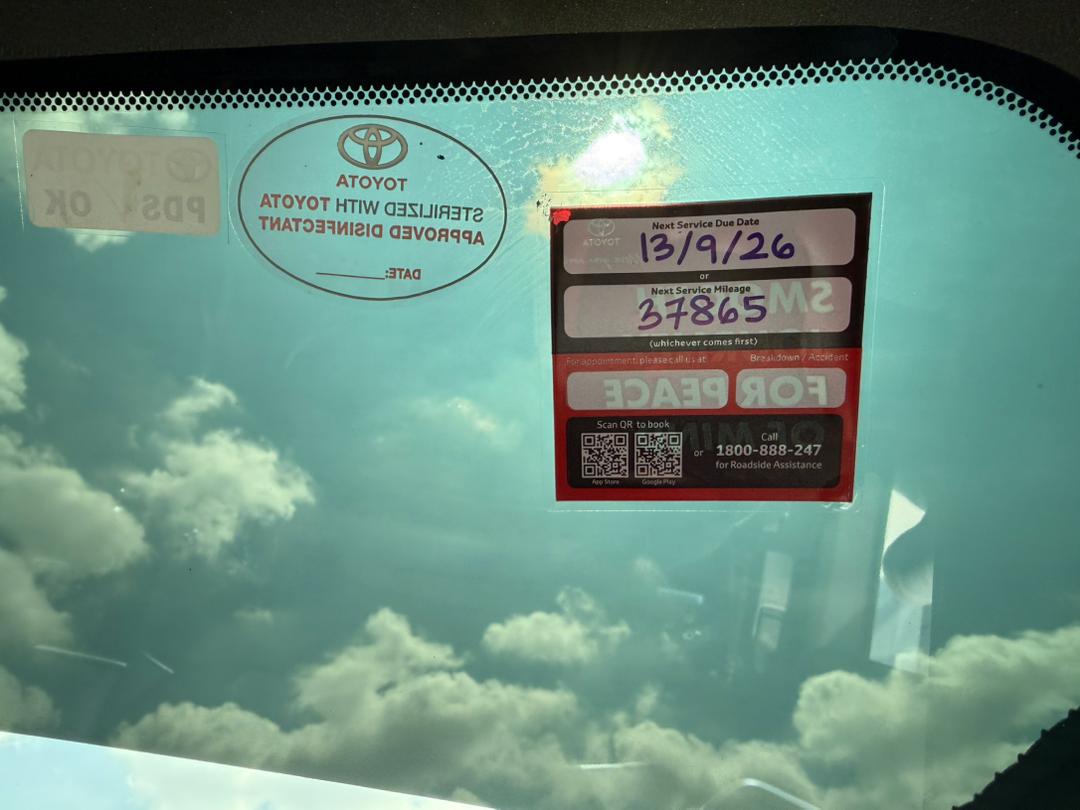 TOYOTA
PDS OK
TOYOTA
STERILIZED WITH TOYOTA
APPROVED DISINFECTANT
DATE:
Next Service Due Date
TOYOTA
13/9/26
or
Next Service Mileage
37865
(whichever comes first)
For appointment, please call us at
Breakdown / Accident
FOR PEACE
Scan QR to book
App Store
Google Play
or
Call
1800-888-247
for Roadside Assistance